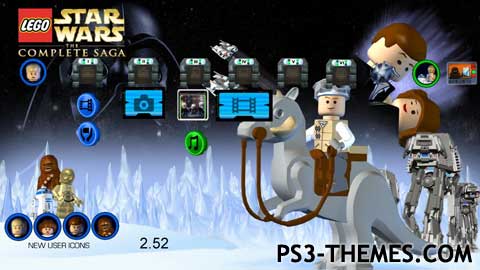 LEGO
STAR
WARS
THE
COMPLETE SAGA
NEW USER ICONS
2.52
PS3-THEMES.COM